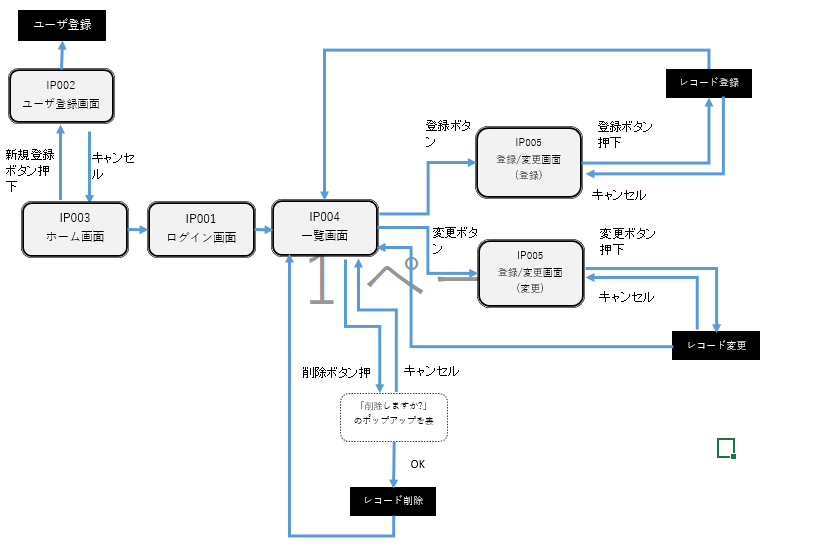 ユーザ登録
IP002
ユーザ登録画面
新規登録
ボタン押
下
キャンセ
ル
IP003
ホーム画面
IP001
ログイン画面
IP004
一覧画面
登録ボタ
ン
IP005
登録/変更画面
(登録)
登録ボタン
押下
キャンセル
レコード登録
変更ボタ
ン
IP005
登録/変更画面
(変更)
変更ボタン
押下
キャンセル
レコード変更
1 ペー
削除ボタン押
キャンセル
「削除しますか?」
のポップアップを表
OK
レコード削除